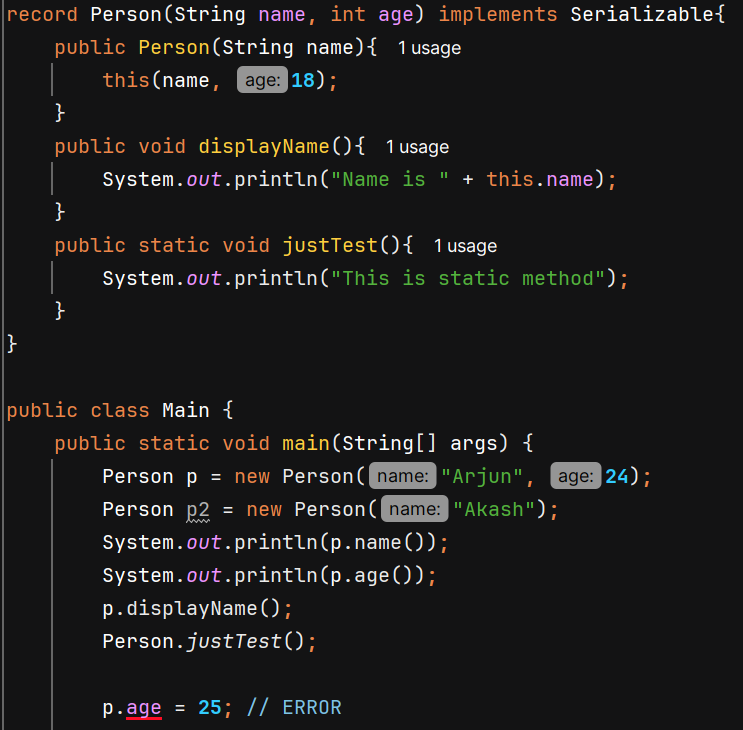 record Person(String name, int age) implements Serializable{
    public Person(String name){ 1 usage
        this(name, age: 18);
    }
    public void displayName(){ 1 usage
        System.out.println("Name is " + this.name);
    }
    public static void justTest(){ 1 usage
        System.out.println("This is static method");
    }
}
public class Main {
    public static void main(String[] args) {
        Person p = new Person( name: "Arjun", age: 24);
        Person p2 = new Person( name: "Akash");
        System.out.println(p.name());
        System.out.println(p.age());
        p.displayName();
        Person.justTest();
        p.age = 25; // ERROR